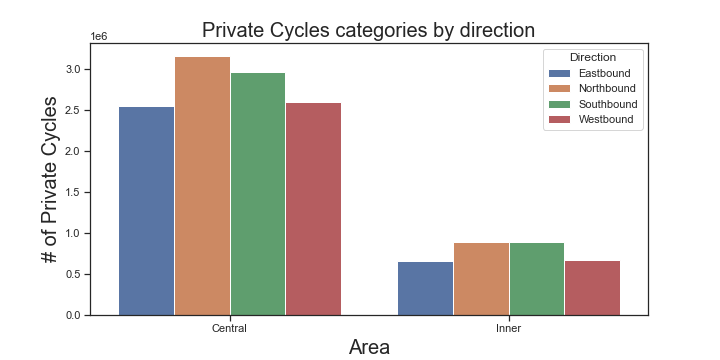 Private Cycles categories by direction
1e6
3.0
2.5
2.0
1.5
1.0
0.5
0.0
# of Private Cycles
Direction
Eastbound
Northbound
Southbound
Westbound
Central
Inner
Area